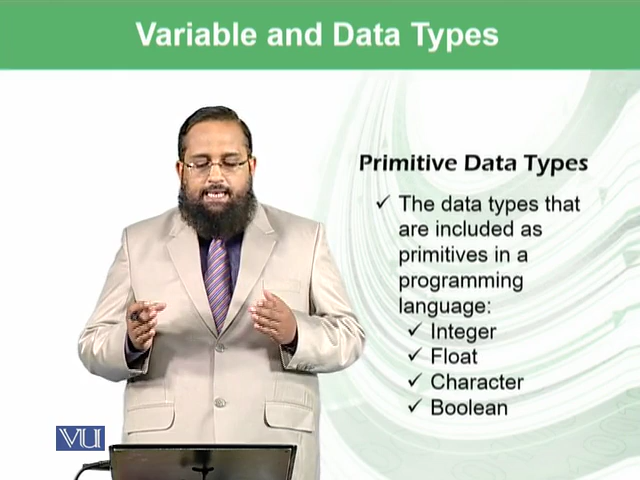 Variable and Data Types
Primitive Data Types
✓ The data types that
are included as
primitives in a
programming
language:
✓ Integer
✓ Float
✓ Character
✓ Boolean
VU